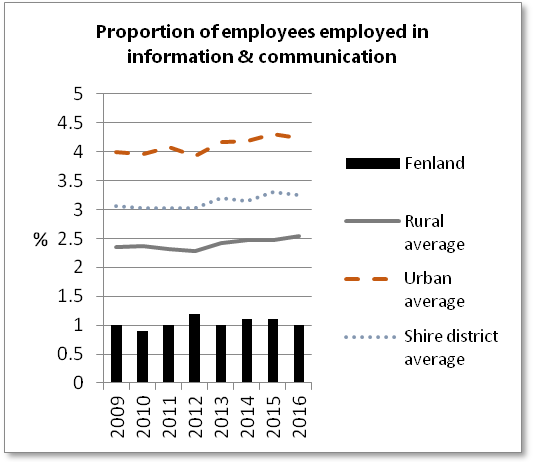 Proportion of employees employed in
information & communication
5
4.5
4
3.5
3
2.5
2
1.5
1
0.5
0
%
2009
2010
2011
2012
2013
2014
2015
2016
Fenland
Rural
average
Urban
average
Shire district
average